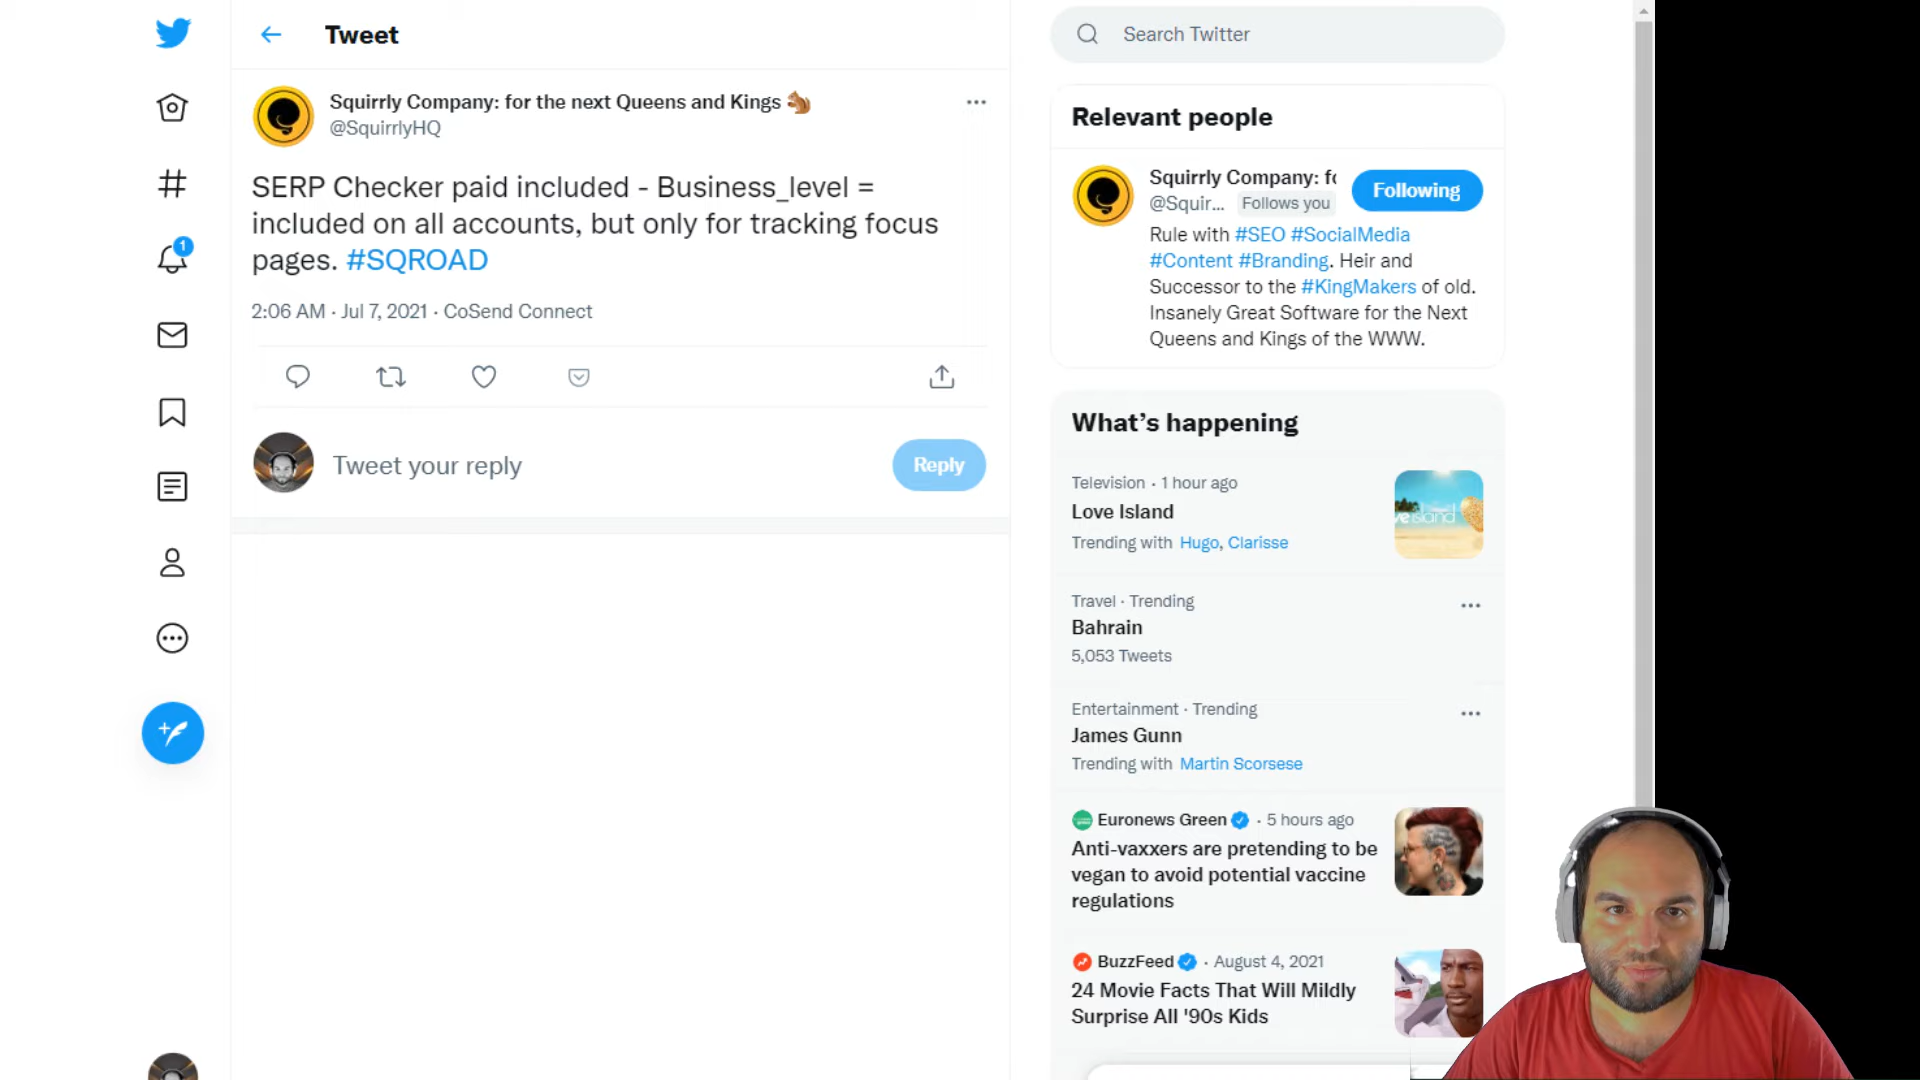 Tweet
Squirrly Company: for the next Queens and Kings 🐿️
@SquirrlyHQ
SERP Checker paid included - Business_level =
included on all accounts, but only for tracking focus
pages. #SQROAD
2:06 AM · Jul 7, 2021 · CoSend Connect
Tweet your reply
Reply
1
Search Twitter
Relevant people
Squirrly Company: fo
@Squir... Follows you
Following
Rule with #SEO #SocialMedia
#Content #Branding. Heir and
Successor to the #KingMakers of old.
Insanely Great Software for the Next
Queens and Kings of the WWW.
What's happening
Television · 1 hour ago
Love Island
Trending with Hugo, Clarisse
Travel · Trending
Bahrain
5,053 Tweets
Entertainment · Trending
James Gunn
Trending with Martin Scorsese
Euronews Green · 5 hours ago
Anti-vaxxers are pretending to be
vegan to avoid potential vaccine
regulations
BuzzFeed · August 4, 2021
24 Movie Facts That Will Mildly
Surprise All '90s Kids